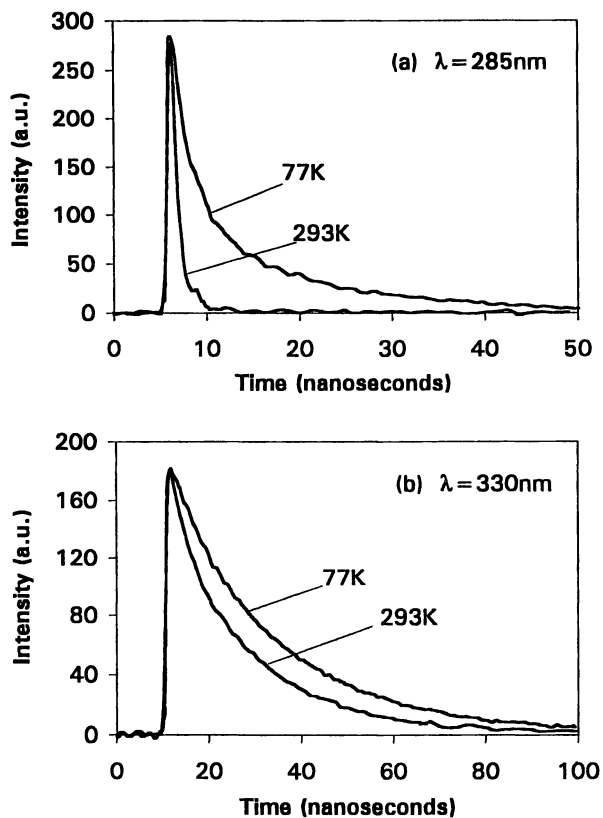 300
250
200
150
100
50
0
Intensity (a.u.)
(a) λ=285nm
77K
293K
0 10 20 30 40 50
Time (nanoseconds)
200
160
120
80
40
0
Intensity (a.u.)
(b) λ=330nm
77K
293K
0 20 40 60 80 100
Time (nanoseconds)